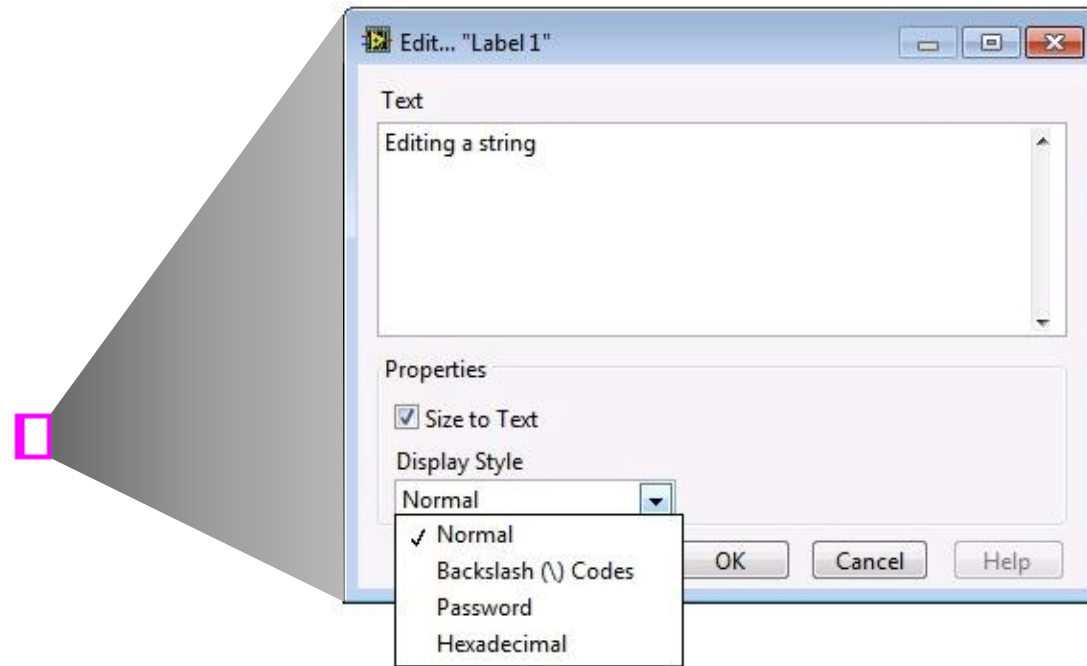 Edit... "Label 1"
Text
Editing a string
Properties
Size to Text
Display Style
Normal
Normal
Backslash (\) Codes
Password
Hexadecimal
OK Cancel Help